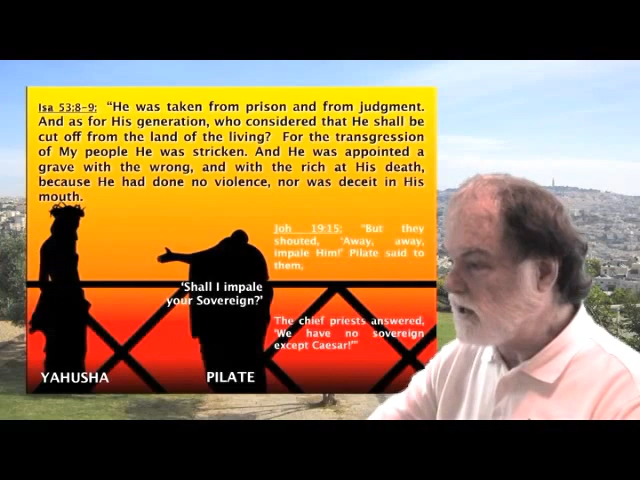 Isa 53:8-9: “He was taken from prison and from judgment.
And as for His generation, who considered that He shall be
cut off from the land of the living?  For the transgression
of My people He was stricken. And He was appointed a
grave with the wrong, and with the rich at His death,
because He had done no violence, nor was deceit in His
mouth.
Joh 19:15: “But they
shouted, ‘Away, away,
impale Him!’ Pilate said to
them,
‘Shall I impale
your Sovereign?’
The chief priests answered,
‘We have no sovereign
except Caesar!’”
YAHUSHA
PILATE